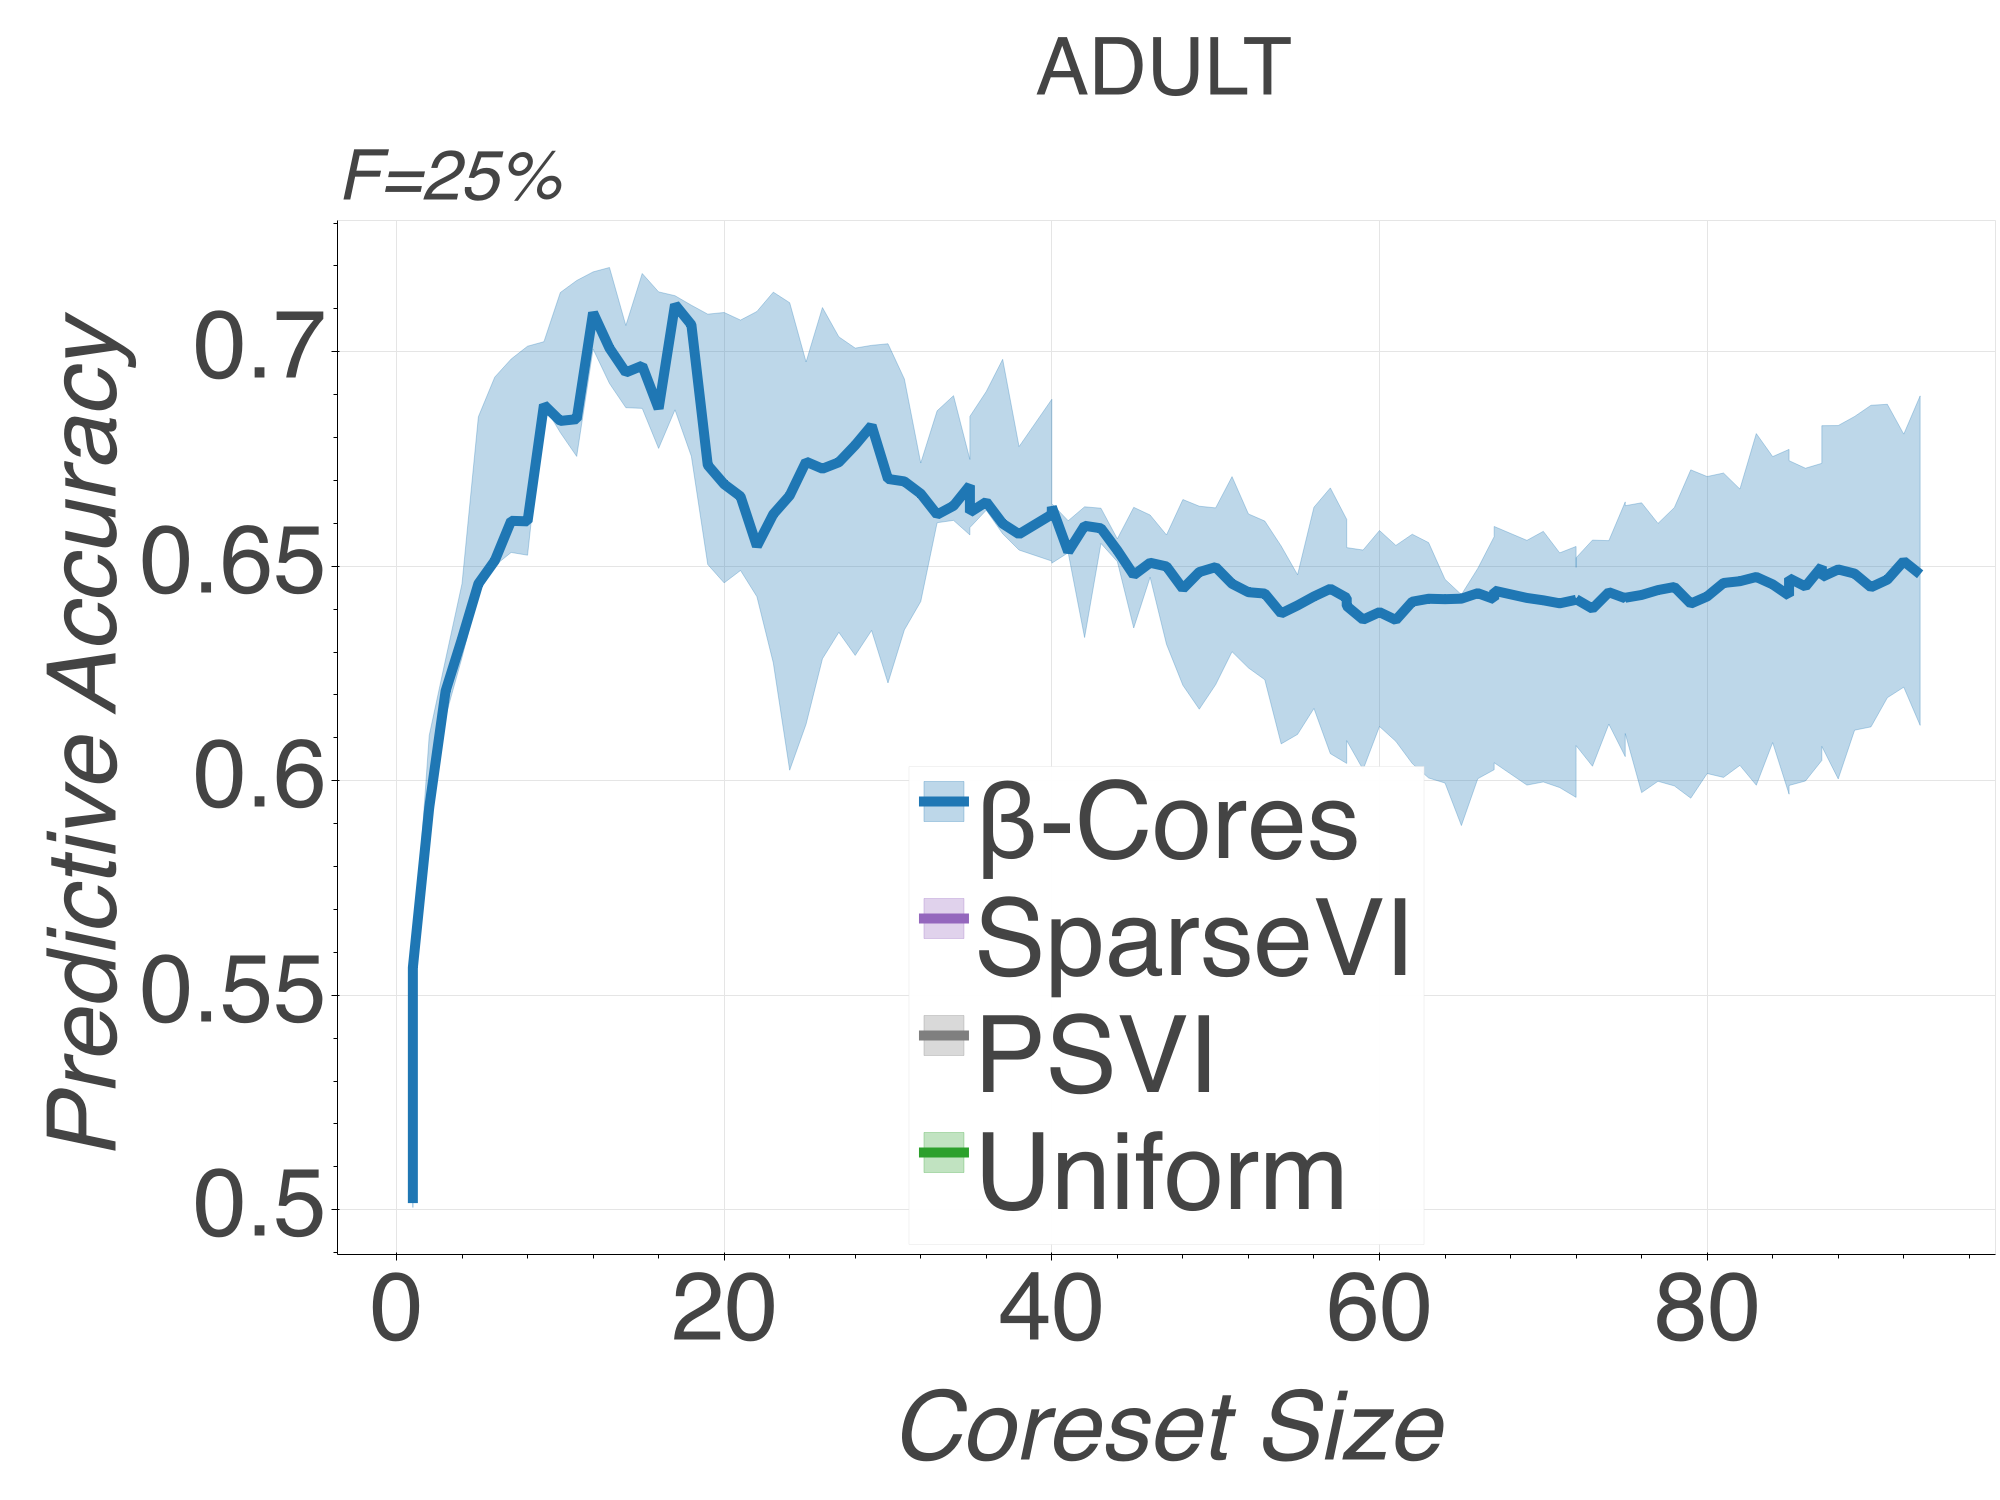 ADULT
F=25%
Predictive Accuracy
0.7
0.65
0.6
0.55
0.5
β-Cores
SparseVI
PSVI
Uniform
0 20 40 60 80
Coreset Size